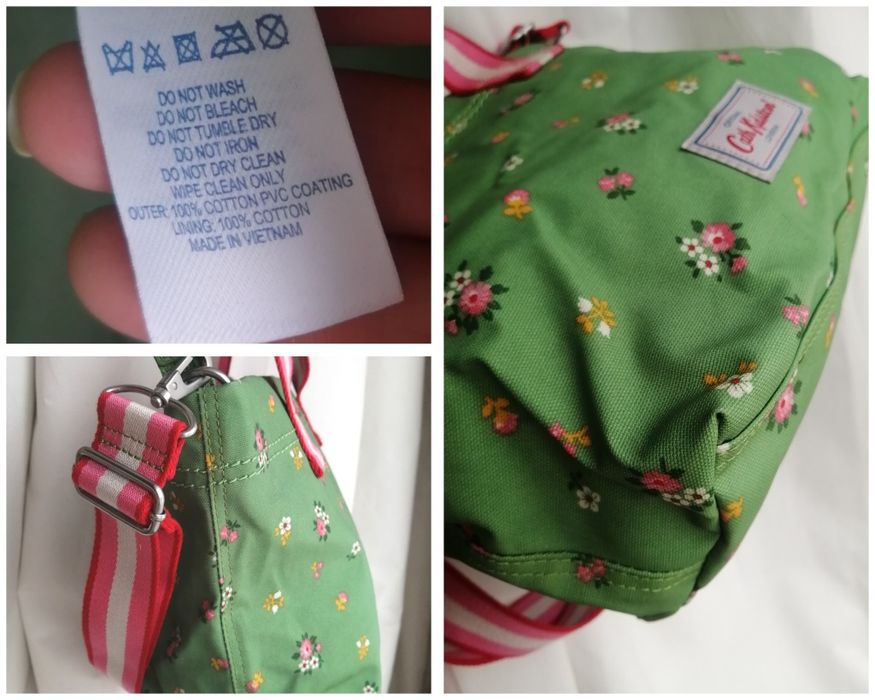 DO NOT WASH
DO NOT BLEACH
DO NOT TUMBLE DRY
DO NOT IRON
DO NOT DRY CLEAN
WIPE CLEAN ONLY
OUTER: 100% COTTON PVC COATING
LINING: 100% COTTON
MADE IN VIETNAM
Cath Kidston
LONDON